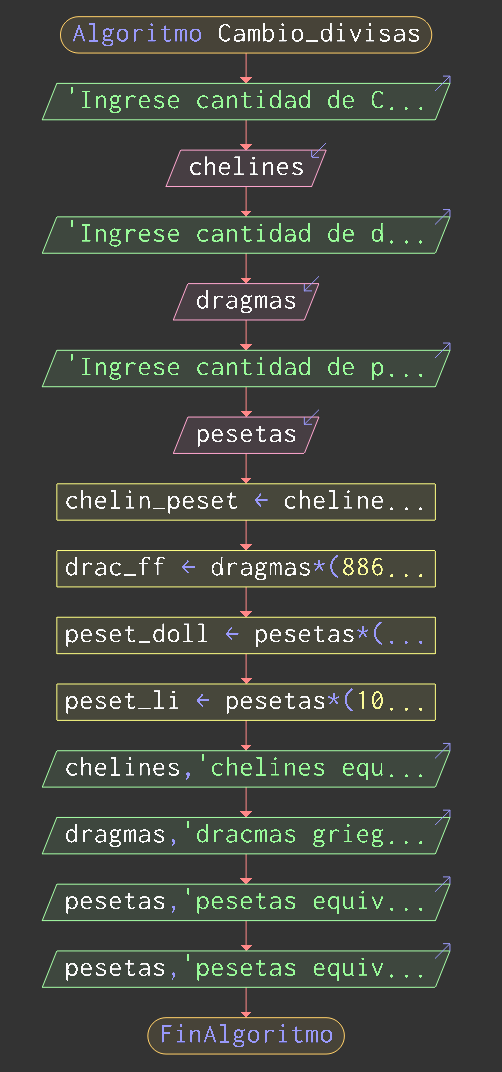 Algoritmo Cambio_divisas
'Ingrese cantidad de C...
chelines
'Ingrese cantidad de d...
dragmas
'Ingrese cantidad de p...
pesetas
chelin_peset ← cheline...
drac_ff ← dragmas*(886...
peset_doll ← pesetas*(...
peset_li ← pesetas*(10...
chelines,'chelines equ...
dragmas,'dracmas grieg...
pesetas,'pesetas equiv...
pesetas,'pesetas equiv...
FinAlgoritmo